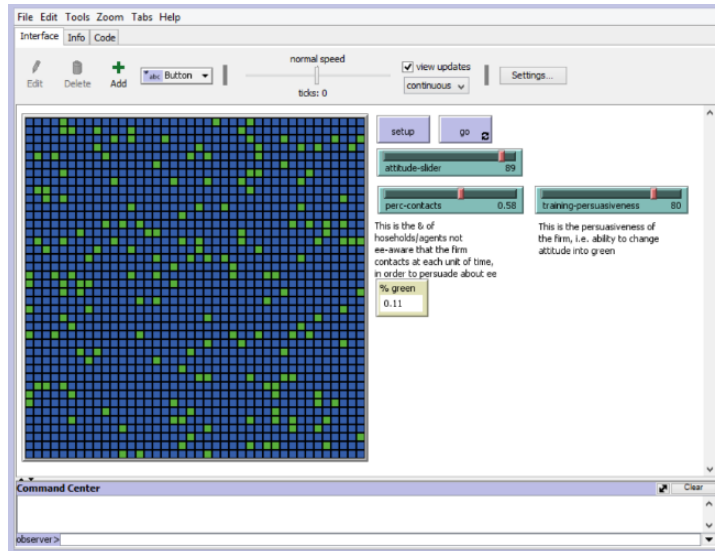 File Edit Tools Zoom Tabs Help
Interface Info Code
Edit Delete Add abc Button normal speed ticks: 0 view updates continuous Settings...
setup go
attitude-slider 89
perc-contacts 0.58 training-persuasiveness 80
This is the & of
hoseholds/agents not
ee-aware that the firm
contacts at each unit of time,
in order to persuade about ee
This is the persuasiveness of
the firm, i.e. ability to change
attitude into green
% green
0.11
Command Center Clear
observer>